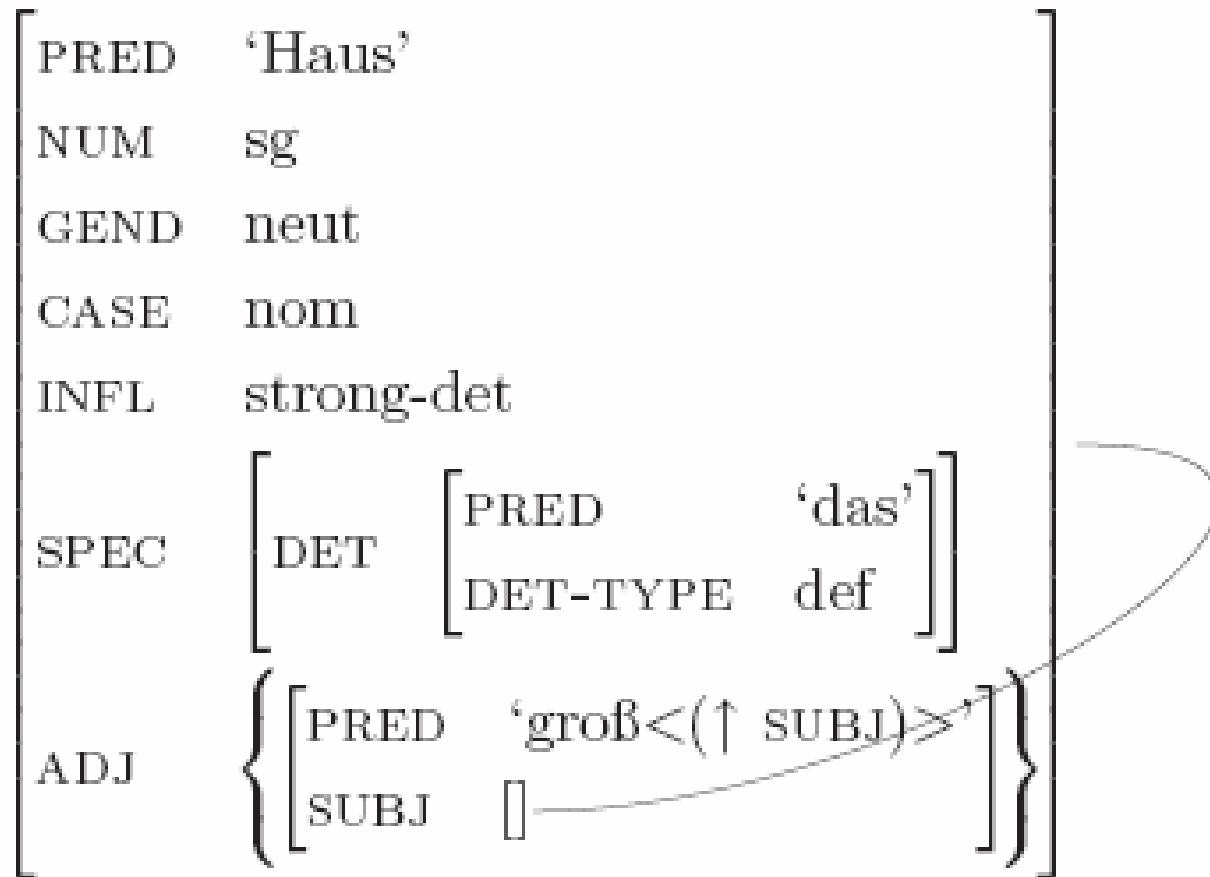 PRED ‘Haus’
NUM sg
GEND neut
CASE nom
INFL strong-det
PRED ‘das’
SPEC DET
DET-TYPE def
PRED ‘groß<(↑ SUBJ)>’
ADJ
SUBJ []